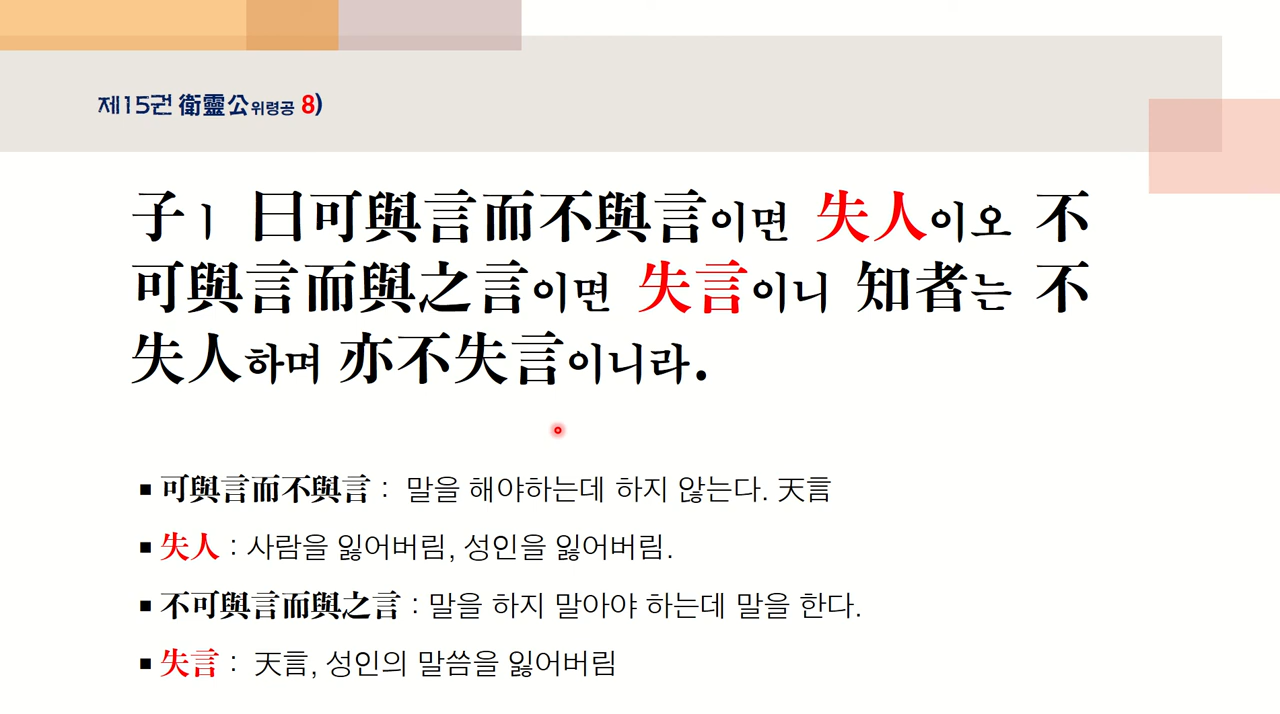 제15권 衛靈公위령공 8)
子ㅣ 曰可與言而不與言이면 失人이오 不
可與言而與之言이면 失言이니 知者는 不
失人하며 亦不失言이니라.
▪ 可與言而不與言 : 말을 해야하는데 하지 않는다. 天言
▪ 失人 : 사람을 잃어버림, 성인을 잃어버림.
▪ 不可與言而與之言 : 말을 하지 말아야 하는데 말을 한다.
▪ 失言 : 天言, 성인의 말씀을 잃어버림